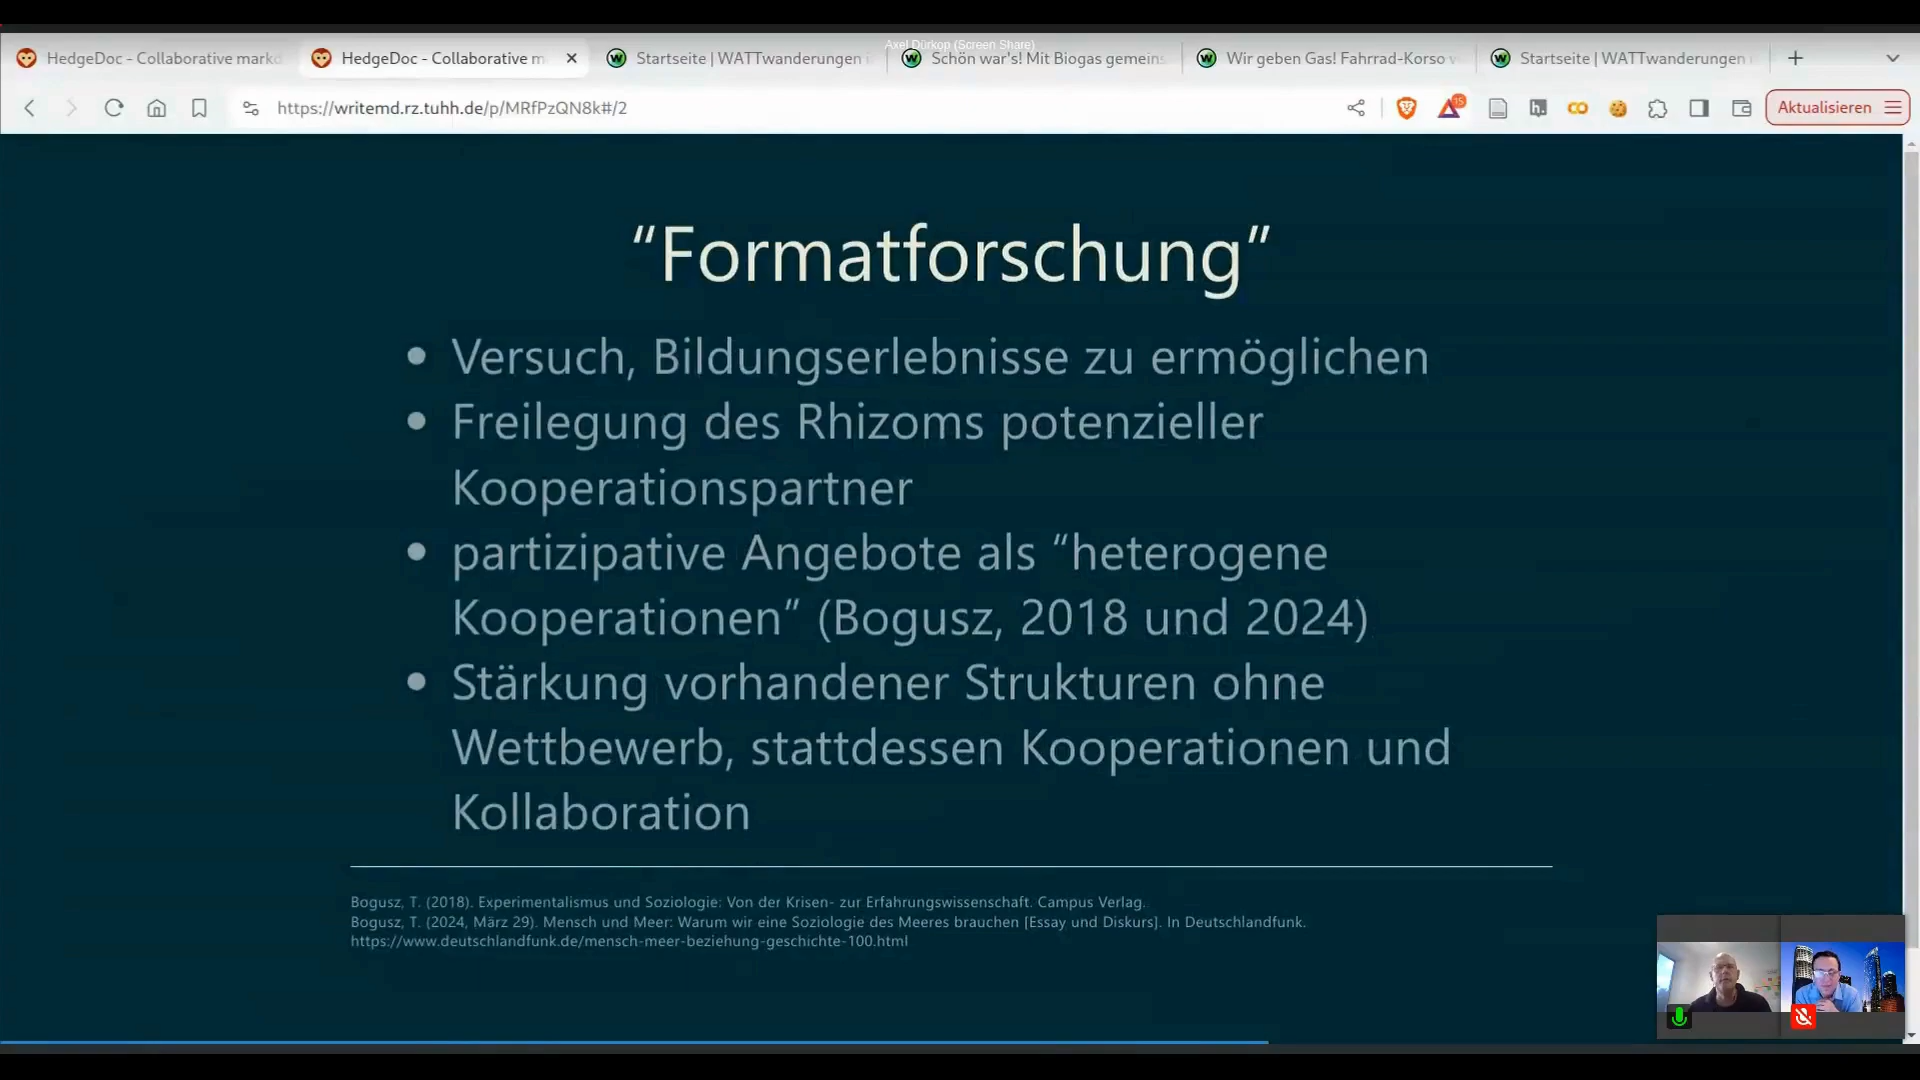 Axel Dürkop (Screen Share)
HedgeDoc - Collaborative markd
HedgeDoc - Collaborative m
Startseite | WATTwanderungen i
Schön war's! Mit Biogas gemeins
Wir geben Gas! Fahrrad-Korso v
Startseite | WATTwanderungen i
https://writemd.rz.tuhh.de/p/MRfPzQN8k#/2
15
h.
Aktualisieren
“Formatforschung”
Versuch, Bildungserlebnisse zu ermöglichen
Freilegung des Rhizoms potenzieller
Kooperationspartner
partizipative Angebote als “heterogene
Kooperationen” (Bogusz, 2018 und 2024)
Stärkung vorhandener Strukturen ohne
Wettbewerb, stattdessen Kooperationen und
Kollaboration
Bogusz, T. (2018). Experimentalismus und Soziologie: Von der Krisen- zur Erfahrungswissenschaft. Campus Verlag.
Bogusz, T. (2024, März 29). Mensch und Meer: Warum wir eine Soziologie des Meeres brauchen [Essay und Diskurs]. In Deutschlandfunk.
https://www.deutschlandfunk.de/mensch-meer-beziehung-geschichte-100.html